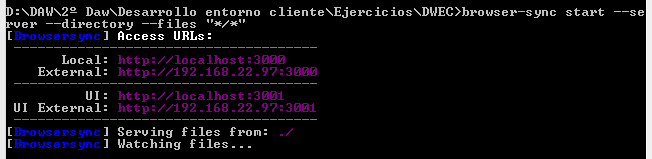 D:\DAW\2º Daw\Desarrollo entorno cliente\Ejercicios\DWEC>browser-sync start --se
rver --directory --files "*/*"
[Browsersync] Access URLs:
--------------------------------------
Local: http://localhost:3000
External: http://192.168.22.97:3000
--------------------------------------
UI: http://localhost:3001
UI External: http://192.168.22.97:3001
--------------------------------------
[Browsersync] Serving files from: ./
[Browsersync] Watching files...